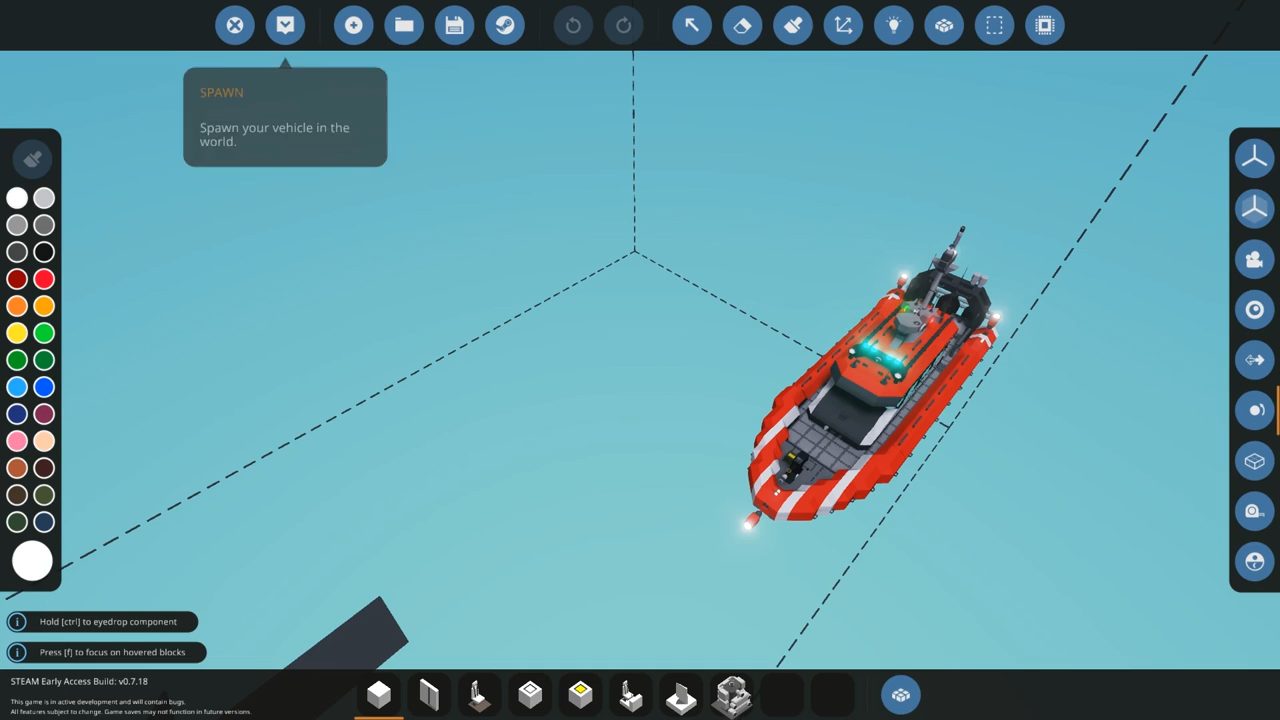 SPAWN
Spawn your vehicle in the
world.
Hold [ctrl] to eyedrop component
Press [f] to focus on hovered blocks
STEAM Early Access Build: v0.7.18
This game is in active development and will contain bugs.
All features subject to change. Game saves may not function in future versions.